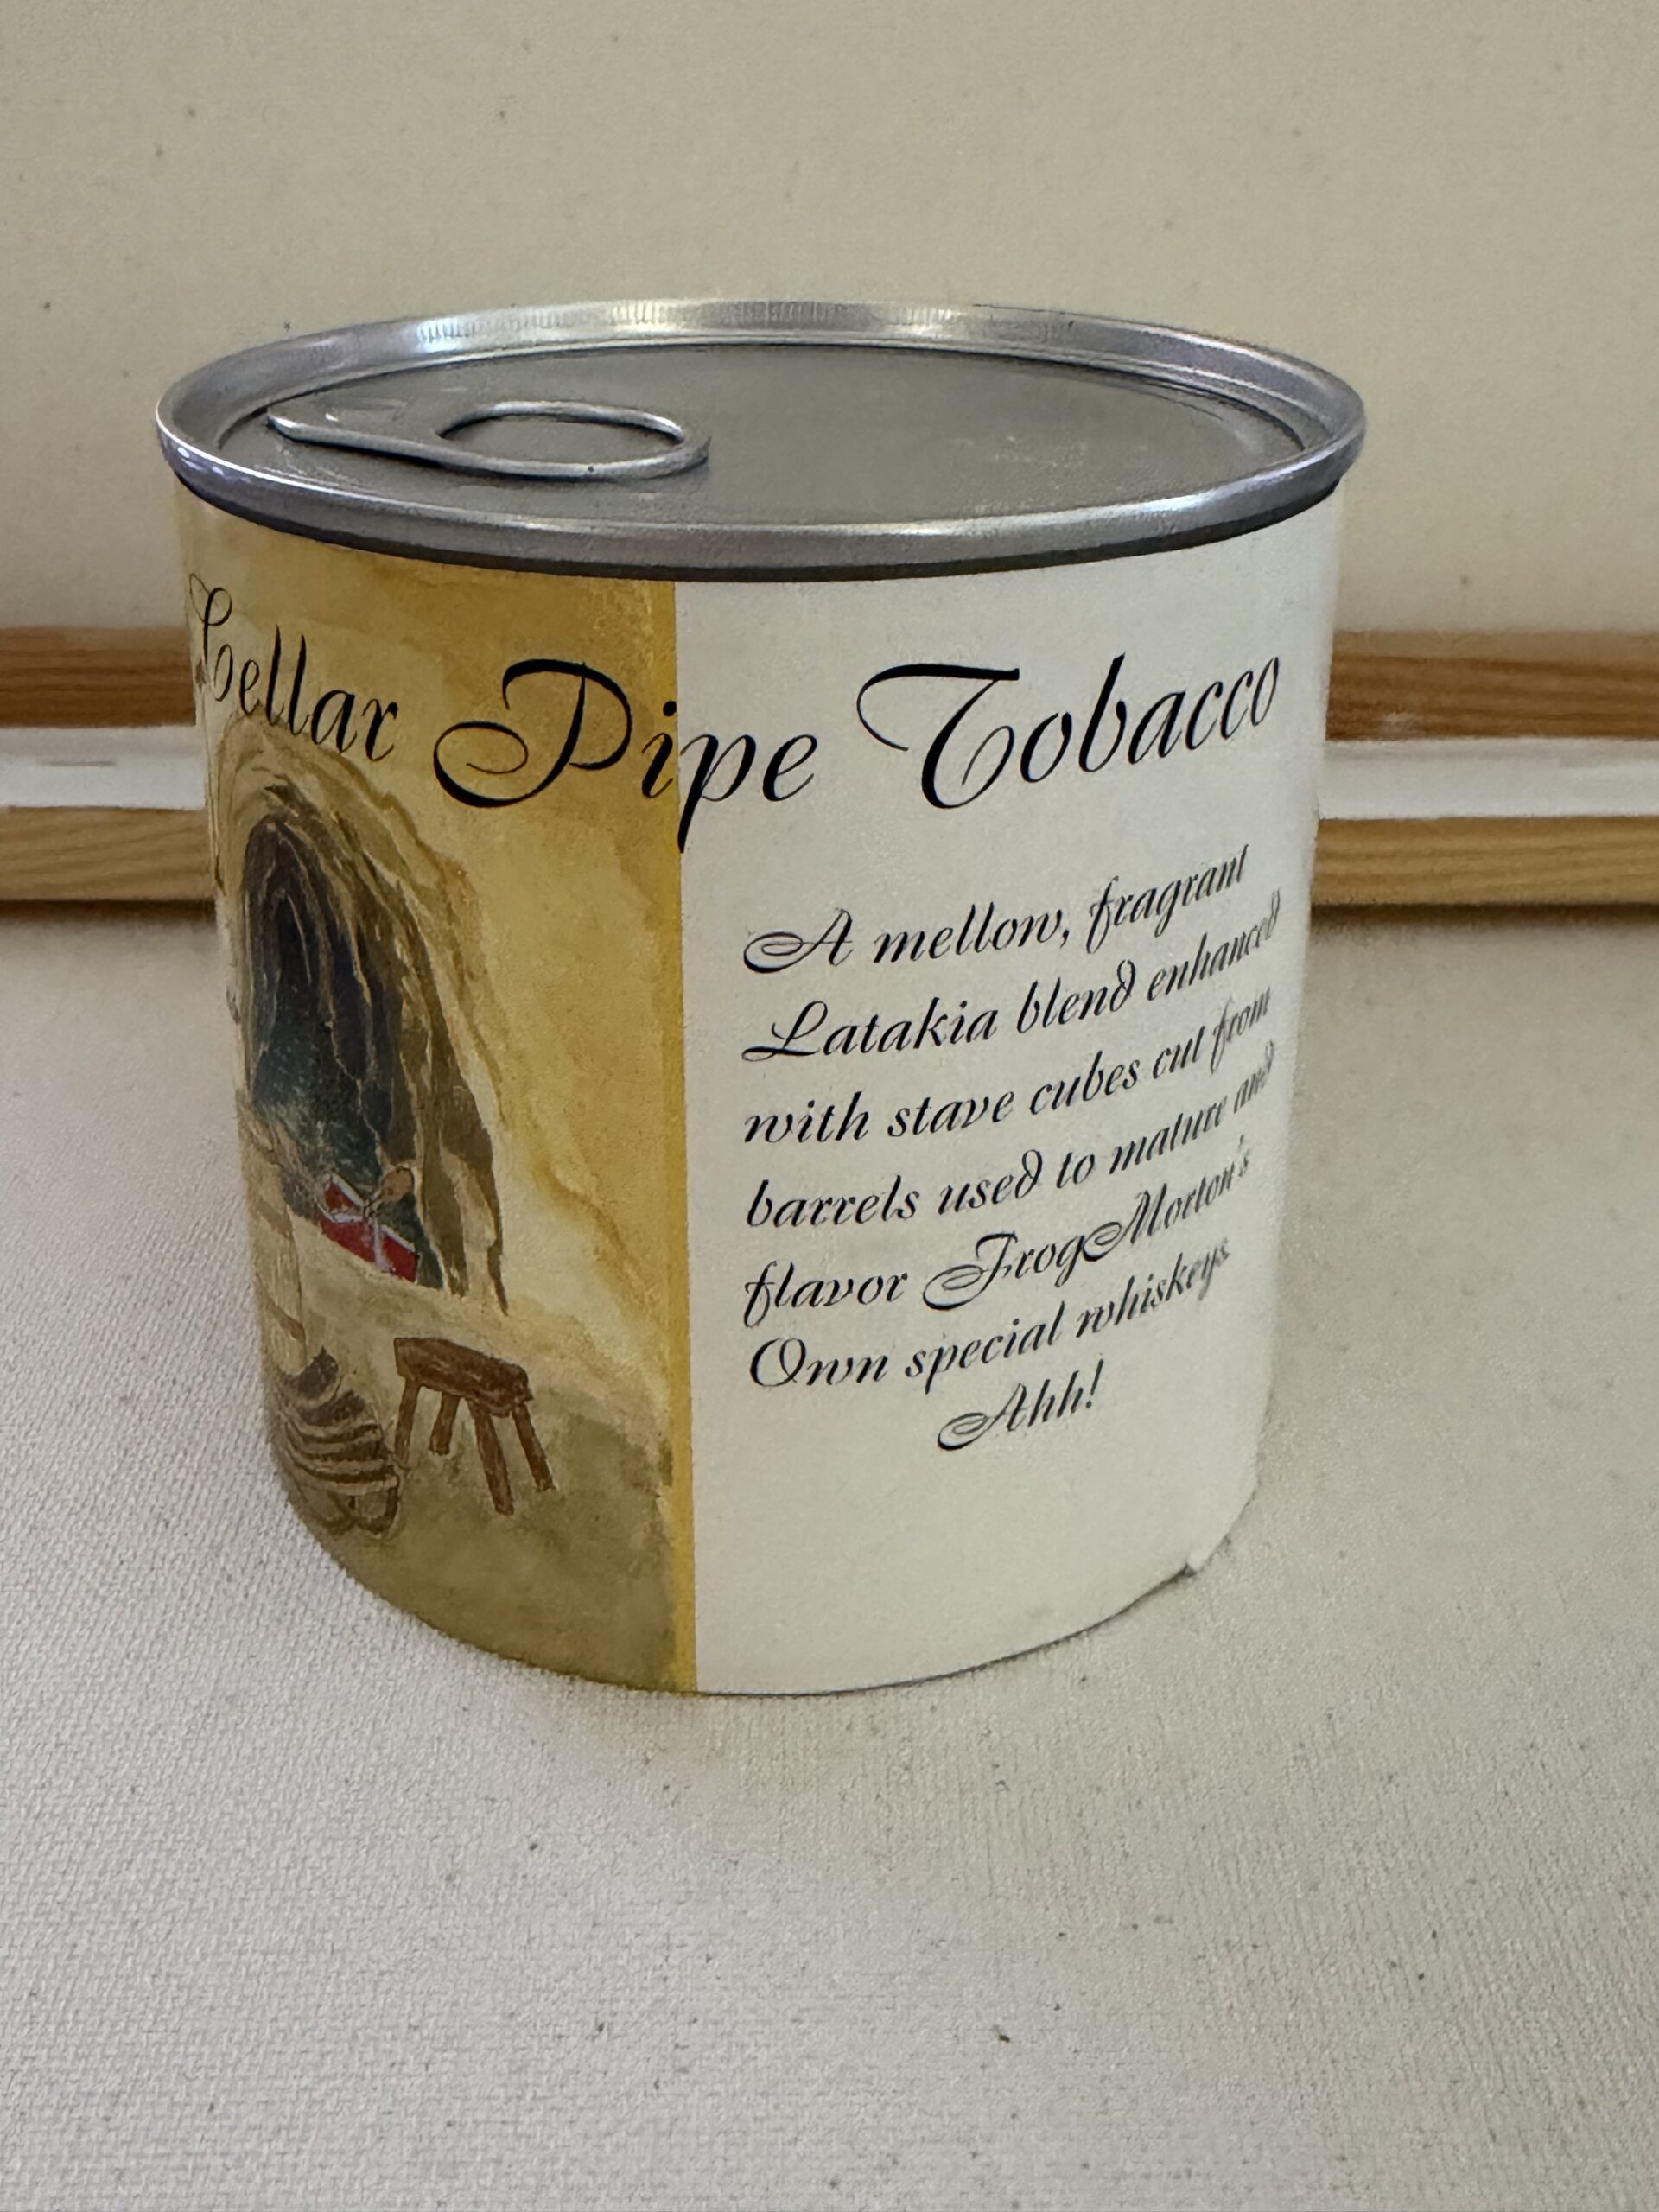 Cellar Pipe Tobacco
A mellow, fragrant
Latakia blend enhanced
with stave cubes cut from
barrels used to mature and
flavor FrogMorton's
Own special whiskeys.
Ahh!